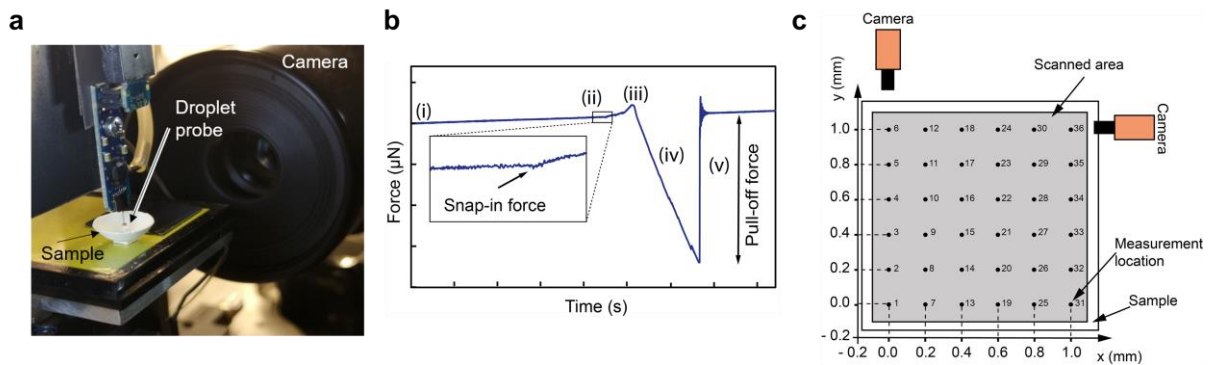 a
Camera
Droplet
probe
Sample
b
Force (μN)
(i)
(ii)
(iii)
(iv)
(v)
Snap-in force
Pull-off force
Time (s)
c
Camera
y (mm)
Scanned area
Camera
1.0
6 12 18 24 30 36
0.8
5 11 17 23 29 35
0.6
4 10 16 22 28 34
0.4
3 9 15 21 27 33
0.2
2 8 14 20 26 32
0.0
1 7 13 19 25 31
Measurement
location
Sample
- 0.2
- 0.2 0.0 0.2 0.4 0.6 0.8 1.0
x (mm)